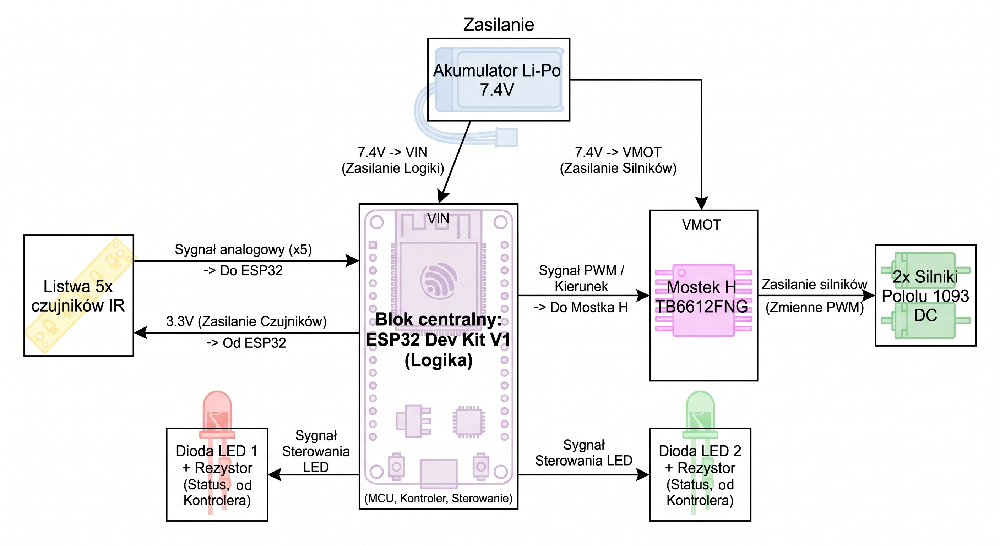 Zasilanie
Akumulator Li-Po
7.4V
7.4V -> VIN
(Zasilanie Logiki)
7.4V -> VMOT
(Zasilanie Silników)
Listwa 5x
czujników IR
Sygnał analogowy (x5)
-> Do ESP32
3.3V (Zasilanie Czujników)
-> Od ESP32
VIN
Blok centralny:
ESP32 Dev Kit V1
(Logika)
(MCU, Kontroler, Sterowanie)
Sygnał PWM /
Kierunek
-> Do Mostka H
VMOT
Mostek H
TB6612FNG
Zasilanie silników
(Zmienne PWM)
2x Silniki
Pololu 1093
DC
Dioda LED 1
+ Rezystor
(Status, od
Kontrolera)
Sygnał
Sterowania
LED
Sygnał
Sterowania LED
Dioda LED 2
+ Rezystor
(Status, od
Kontrolera)